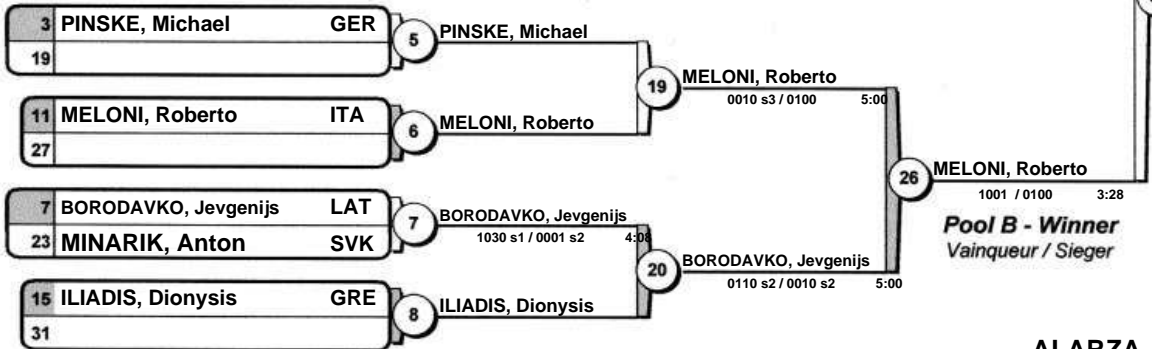 3 PINSKE, Michael GER
19
5
PINSKE, Michael
11 MELONI, Roberto ITA
27
6
MELONI, Roberto
19
MELONI, Roberto
0010 s3 / 0100 5:00
7 BORODAVKO, Jevgenijs LAT
23 MINARIK, Anton SVK
7
BORODAVKO, Jevgenijs
1030 s1 / 0001 s2 4:08
15 ILIADIS, Dionysis GRE
31
8
ILIADIS, Dionysis
20
BORODAVKO, Jevgenijs
0110 s2 / 0010 s2 5:00
26
MELONI, Roberto
1001 / 0100 3:28
Pool B - Winner
Vainqueur / Sieger